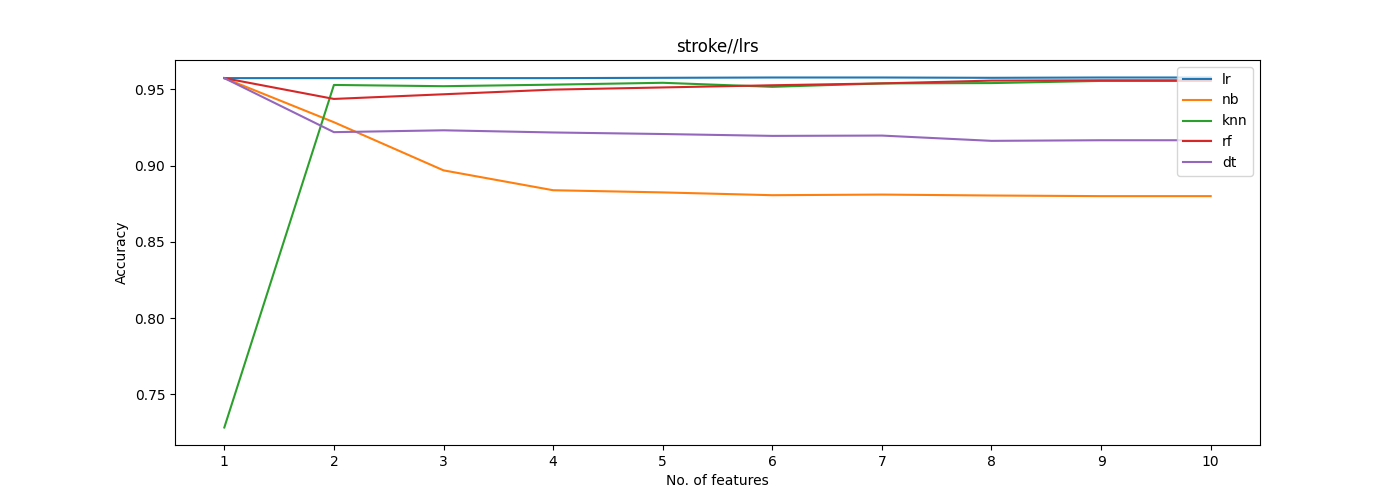 stroke//lrs
Accuracy
0.95
0.90
0.85
0.80
0.75
lr
nb
knn
rf
dt
1 2 3 4 5 6 7 8 9 10
No. of features